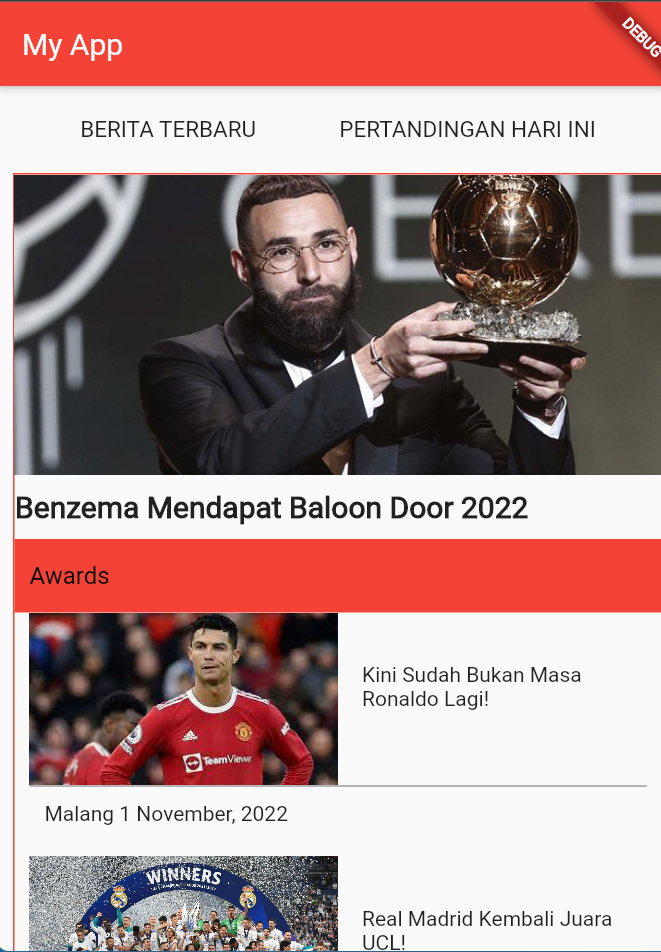 My App
DEBUG
BERITA TERBARU
PERTANDINGAN HARI INI
Benzema Mendapat Baloon Door 2022
Awards
Kini Sudah Bukan Masa
Ronaldo Lagi!
TeamViewer
Malang 1 November, 2022
WINNERS
Real Madrid Kembali Juara
UCL!